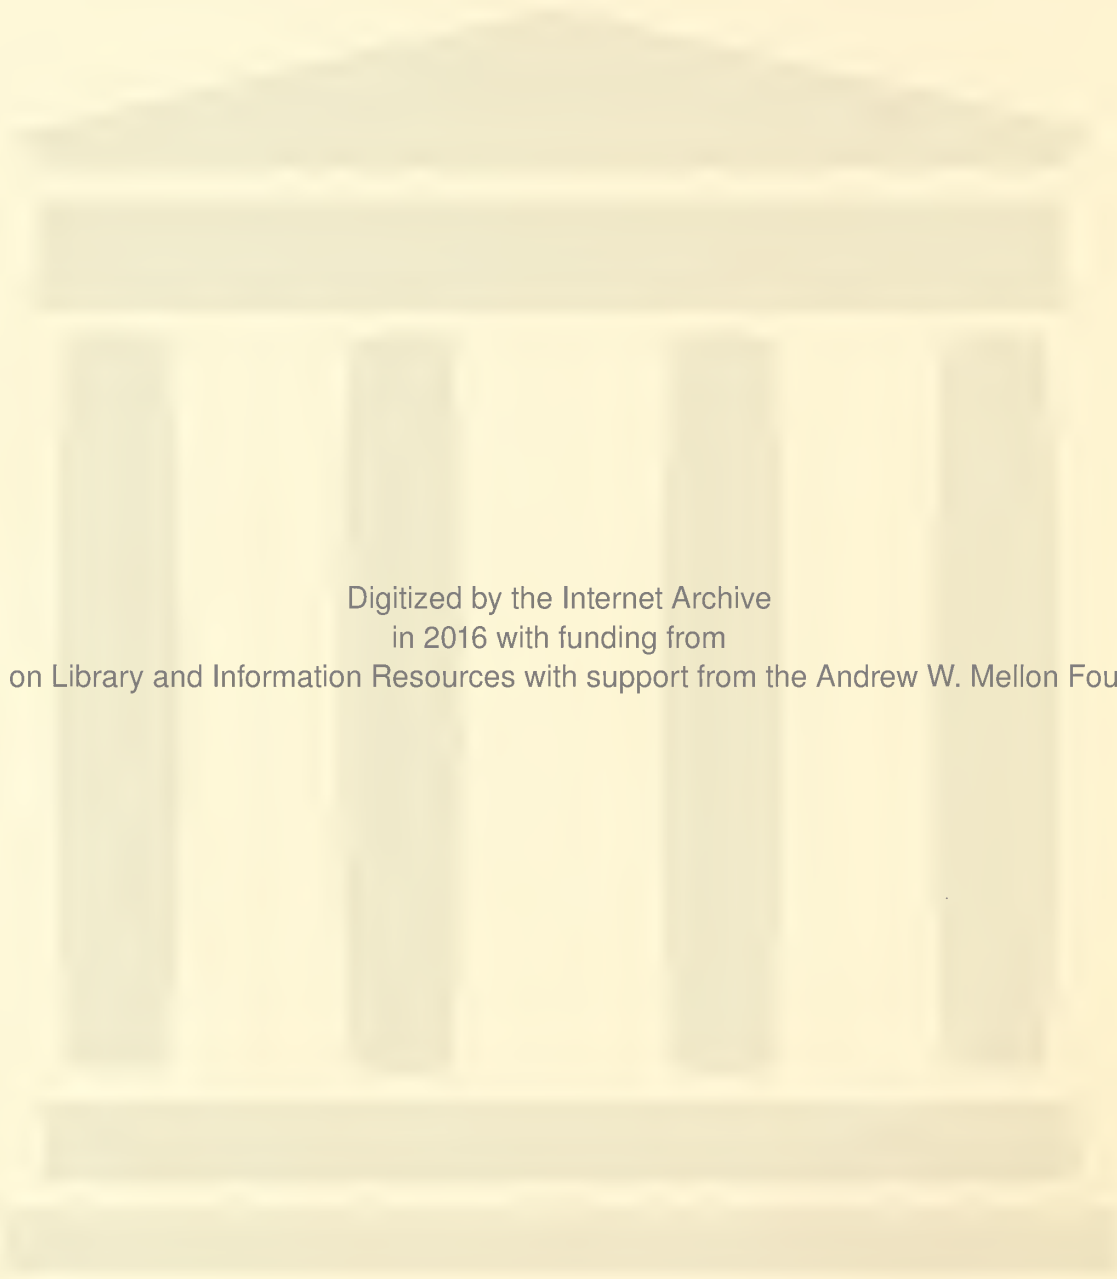 Digitized by the Internet Archive
in 2016 with funding from
on Library and Information Resources with support from the Andrew W. Mellon Fou